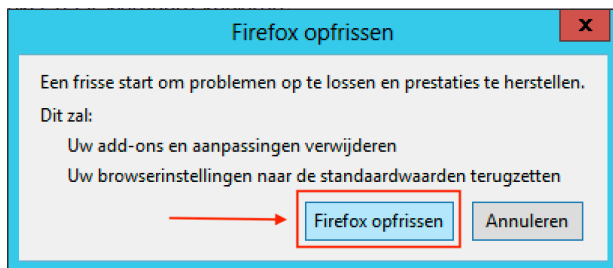 Firefox opfrissen
x
Een frisse start om problemen op te lossen en prestaties te herstellen.
Dit zal:
Uw add-ons en aanpassingen verwijderen
Uw browserinstellingen naar de standaardwaarden terugzetten
Firefox opfrissen
Annuleren